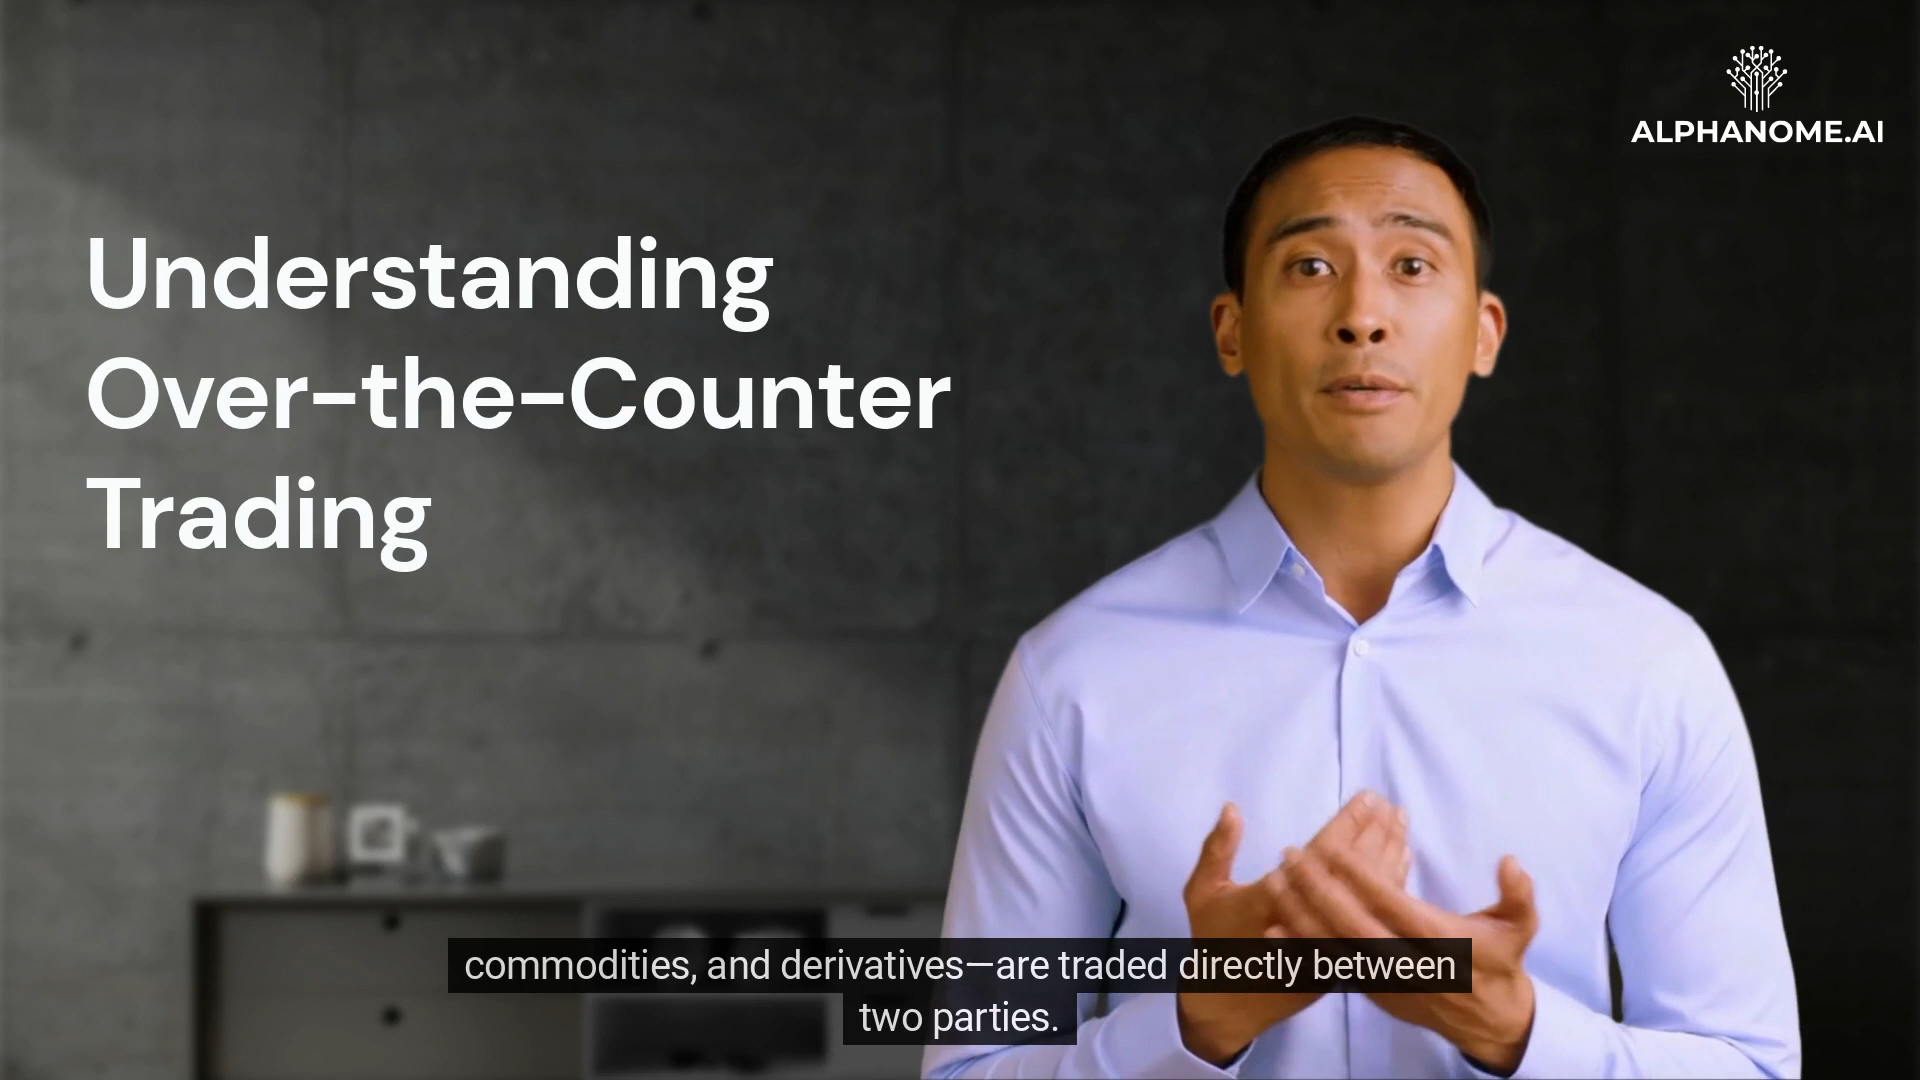 ALPHANOME.AI
Understanding
Over-the-Counter
Trading
commodities, and derivatives—are traded directly between
two parties.